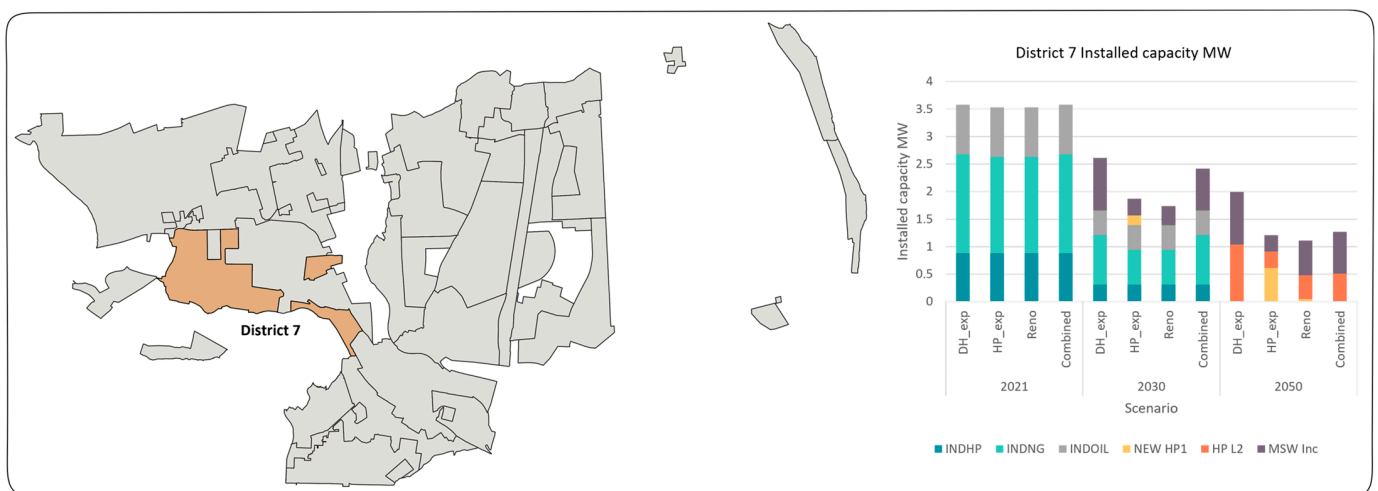 District 7
District 7 Installed capacity MW
Installed capacity MW
4
3.5
3
2.5
2
1.5
1
0.5
0
DH_exp
HP_exp
Reno
Combined
DH_exp
HP_exp
Reno
Combined
DH_exp
HP_exp
Reno
Combined
2021
2030
2050
Scenario
INDHP INDNG INDOIL NEW HP1 HP L2 MSW Inc